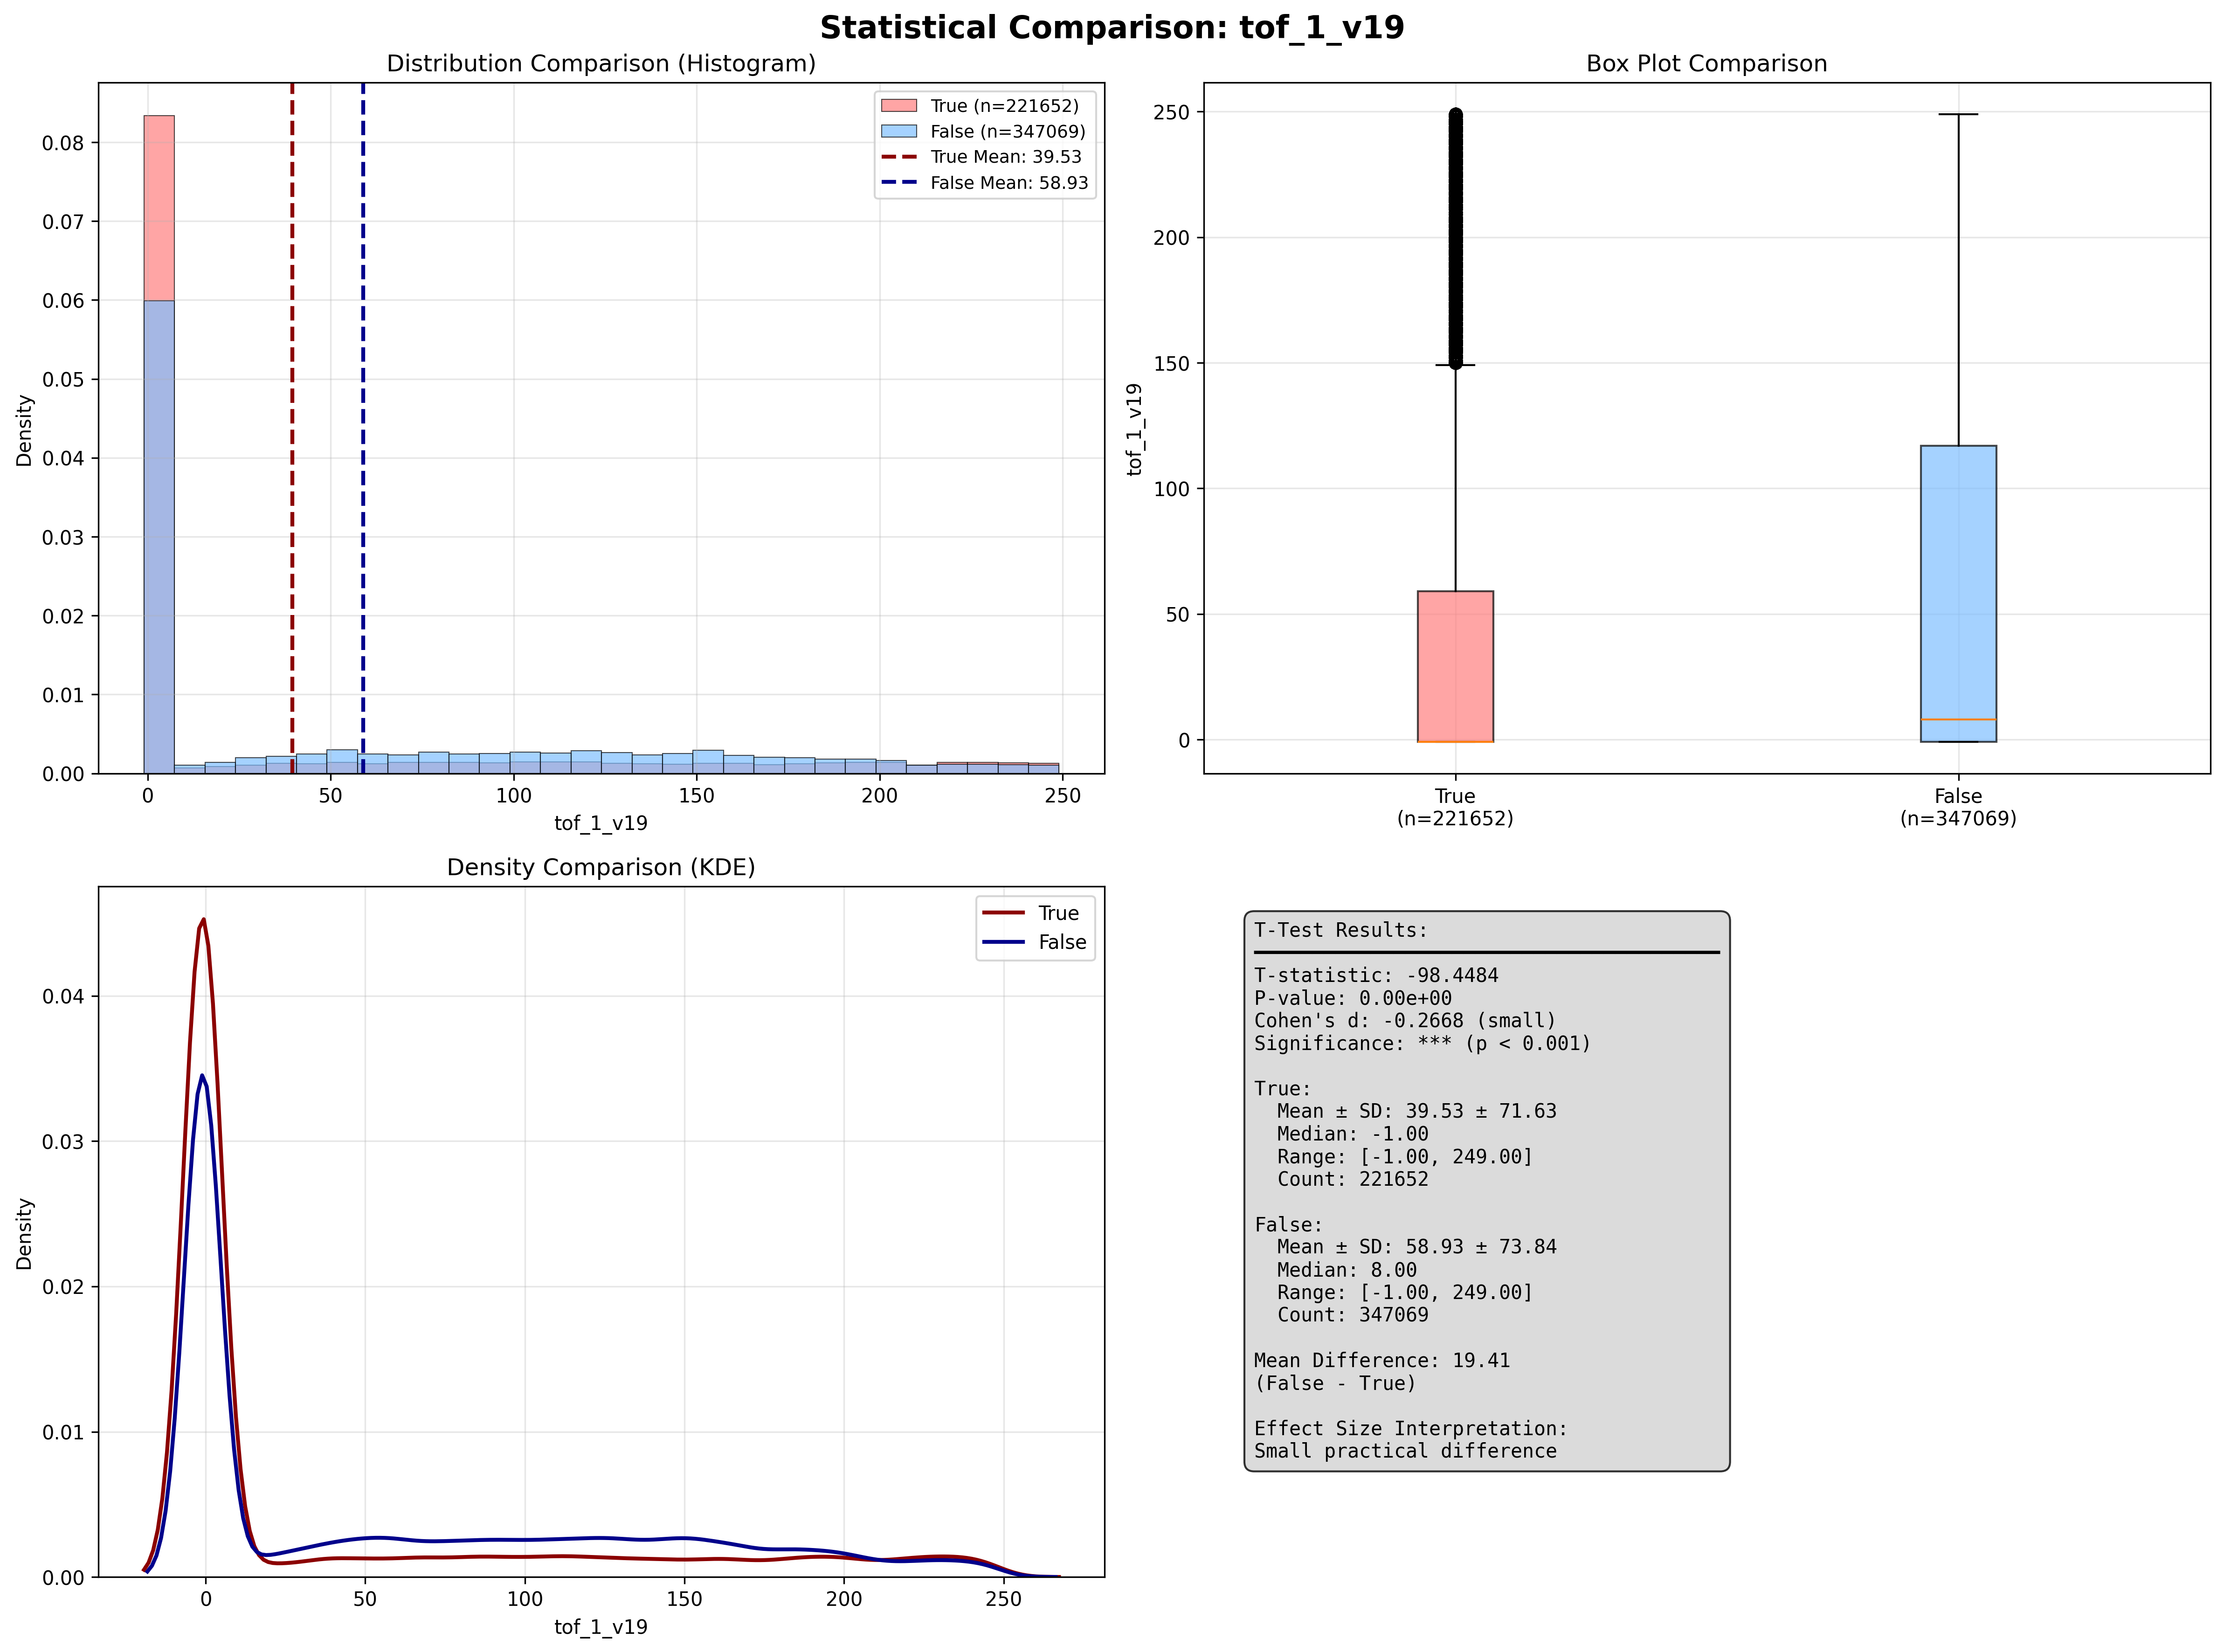 Statistical Comparison: tof_1_v19
Distribution Comparison (Histogram)
True (n=221652)
False (n=347069)
True Mean: 39.53
False Mean: 58.93
0.08
0.07
0.06
0.05
0.04
0.03
0.02
0.01
0.00
Density
0
50
100
150
200
250
tof_1_v19
Box Plot Comparison
250
200
150
100
50
0
tof_1_v19
True
(n=221652)
False
(n=347069)
Density Comparison (KDE)
True
False
0.04
0.03
0.02
0.01
0.00
Density
0
50
100
150
200
250
tof_1_v19
T-Test Results:
T-statistic: -98.4484
P-value: 0.00e+00
Cohen's d: -0.2668 (small)
Significance: *** (p < 0.001)
True:
Mean ± SD: 39.53 ± 71.63
Median: -1.00
Range: [-1.00, 249.00]
Count: 221652
False:
Mean ± SD: 58.93 ± 73.84
Median: 8.00
Range: [-1.00, 249.00]
Count: 347069
Mean Difference: 19.41
(False - True)
Effect Size Interpretation:
Small practical difference